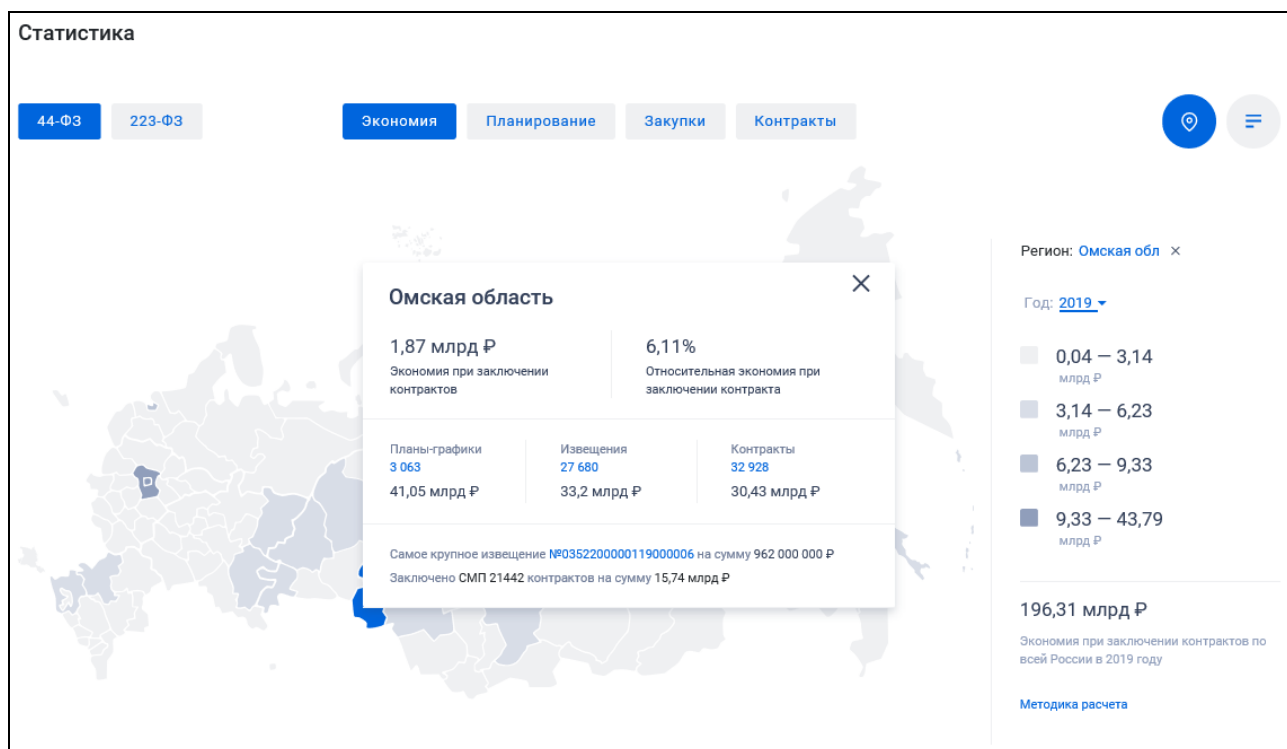 Статистика
44-ФЗ 223-ФЗ Экономия Планирование Закупки Контракты
Регион: Омская обл ×
Год: 2019
0,04 — 3,14
млрд ₽
3,14 — 6,23
млрд ₽
6,23 — 9,33
млрд ₽
9,33 — 43,79
млрд ₽
196,31 млрд ₽
Экономия при заключении контрактов по
всей России в 2019 году
Методика расчета
Омская область
1,87 млрд ₽
Экономия при заключении
контрактов
6,11%
Относительная экономия при
заключении контракта
Планы-графики
3 063
41,05 млрд ₽
Извещения
27 680
33,2 млрд ₽
Контракты
32 928
30,43 млрд ₽
Самое крупное извещение №0352200000119000006 на сумму 962 000 000 ₽
Заключено СМП 21442 контрактов на сумму 15,74 млрд ₽